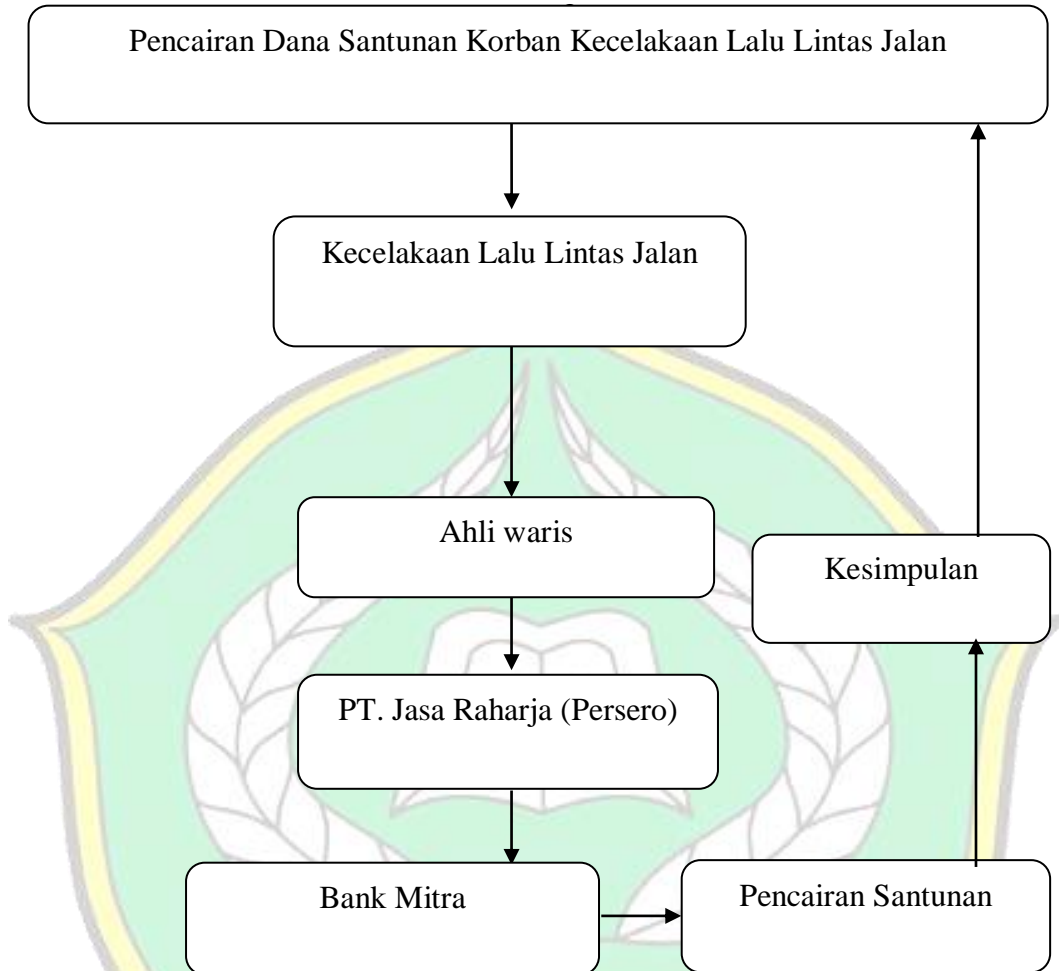 Pencairan Dana Santunan Korban Kecelakaan Lalu Lintas Jalan
Kecelakaan Lalu Lintas Jalan
Ahli waris
Kesimpulan
PT. Jasa Raharja (Persero)
Bank Mitra
Pencairan Santunan